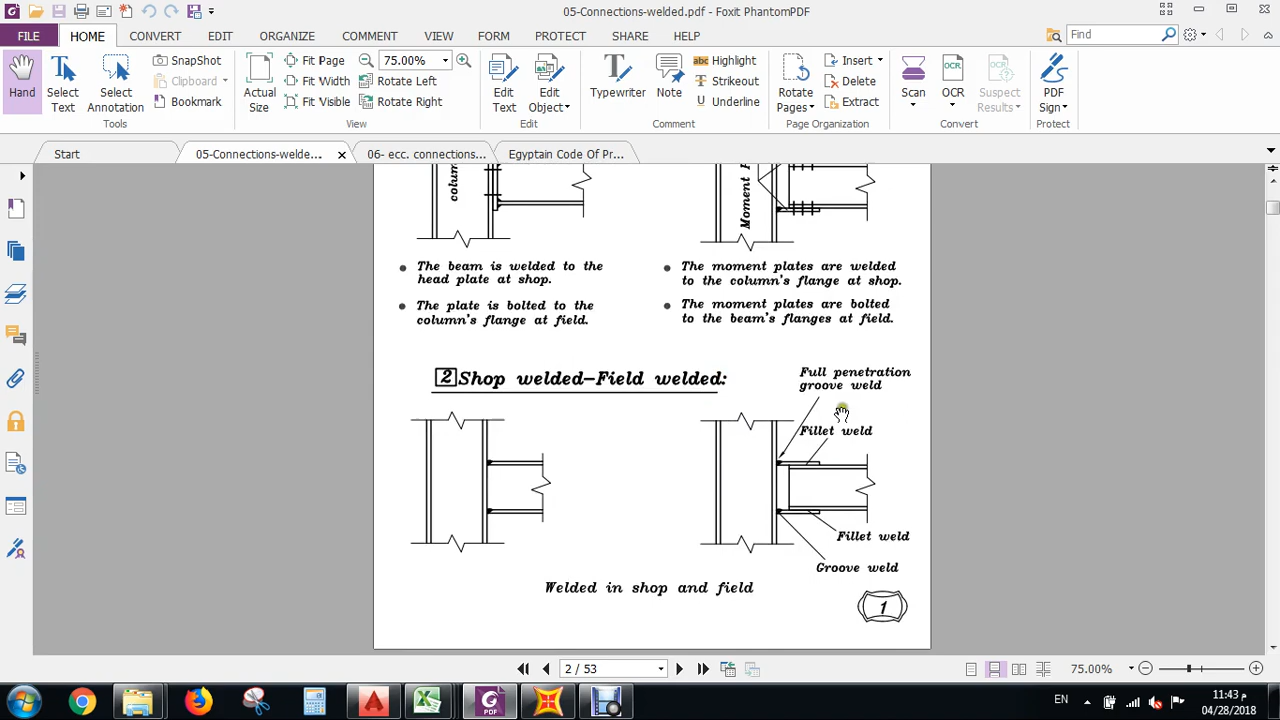 05-Connections-welded.pdf - Foxit PhantomPDF
FILE HOME CONVERT EDIT ORGANIZE COMMENT VIEW FORM PROTECT SHARE HELP Find
Hand
Select Text
Select Annotation
SnapShot
Clipboard
Bookmark
Tools
Actual Size
Fit Page
Fit Width
Fit Visible
75.00%
Rotate Left
Rotate Right
View
Edit Text
Edit Object
Edit
Typewriter
Note
Highlight
Strikeout
Underline
Comment
Rotate Pages
Insert
Delete
Extract
Page Organization
Scan
OCR
Suspect Results
Convert
PDF Sign
Protect
Start 05-Connections-welde... 06- ecc. connections... Egyptain Code Of Pr...
Moment
• The beam is welded to the
head plate at shop.
• The plate is bolted to the
column's flange at field.
• The moment plates are welded
to the column's flange at shop.
• The moment plates are bolted
to the beam's flanges at field.
2 Shop welded–Field welded:
Full penetration
groove weld
Fillet weld
Fillet weld
Groove weld
Welded in shop and field
1
2 / 53
75.00%
EN
11:43 م
04/28/2018